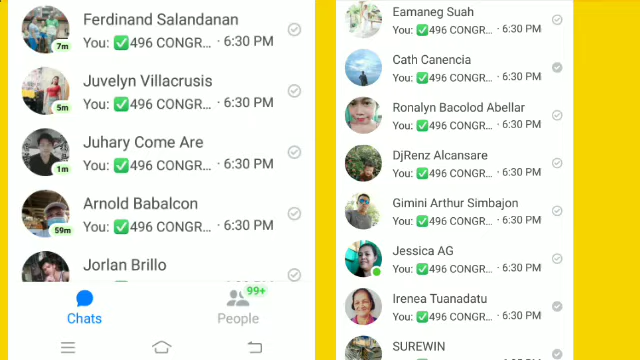 Ferdinand Salandanan
You: ✅496 CONGR... · 6:30 PM
7m
Juvelyn Villacrusis
You: ✅496 CONGR... · 6:30 PM
5m
Juhary Come Are
You: ✅496 CONGR... · 6:30 PM
1m
Arnold Babalcon
You: ✅496 CONGR... · 6:30 PM
59m
Jorlan Brillo
99+
Chats
People
Eamaneg Suah
You: ✅496 CONGR... · 6:30 PM
Cath Canencia
You: ✅496 CONGR... · 6:30 PM
Ronalyn Bacolod Abellar
You: ✅496 CONGR... · 6:30 PM
DjRenz Alcansare
You: ✅496 CONGR... · 6:30 PM
Gimini Arthur Simbajon
You: ✅496 CONGR... · 6:30 PM
Jessica AG
You: ✅496 CONGR... · 6:30 PM
Irenea Tuanadatu
You: ✅496 CONGR... · 6:30 PM
SUREWIN